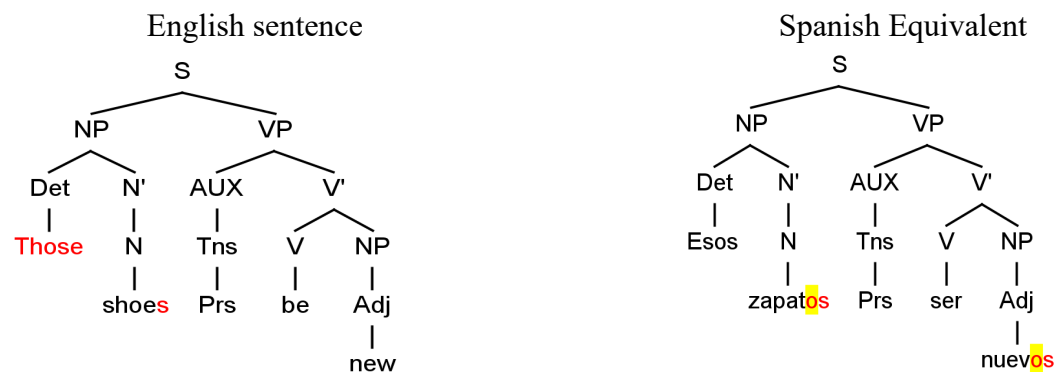 English sentence
S
NP VP
Det N' AUX V'
Those N Tns V NP
shoes Prs be Adj
new
Spanish Equivalent
S
NP VP
Det N' AUX V'
Esos N Tns V NP
zapatos Prs ser Adj
nuevos